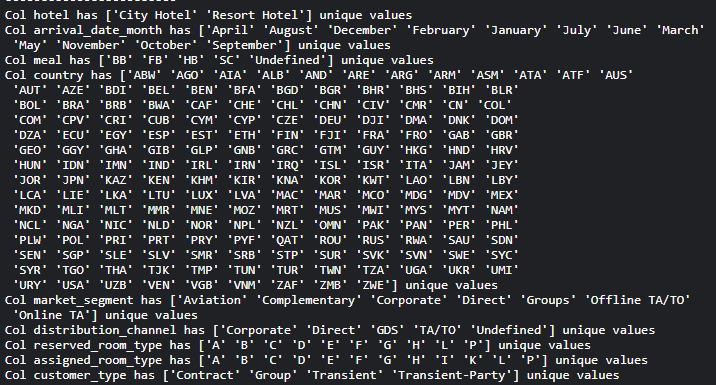 Col hotel has ['City Hotel' 'Resort Hotel'] unique values
Col arrival_date_month has ['April' 'August' 'December' 'February' 'January' 'July' 'June' 'March'
 'May' 'November' 'October' 'September'] unique values
Col meal has ['BB' 'FB' 'HB' 'SC' 'Undefined'] unique values
Col country has ['ABW' 'AGO' 'AIA' 'ALB' 'AND' 'ARE' 'ARG' 'ARM' 'ASM' 'ATA' 'ATF' 'AUS'
 'AUT' 'AZE' 'BDI' 'BEL' 'BEN' 'BFA' 'BGD' 'BGR' 'BHR' 'BHS' 'BIH' 'BLR'
 'BOL' 'BRA' 'BRB' 'BWA' 'CAF' 'CHE' 'CHL' 'CHN' 'CIV' 'CMR' 'CN' 'COL'
 'COM' 'CPV' 'CRI' 'CUB' 'CYM' 'CYP' 'CZE' 'DEU' 'DJI' 'DMA' 'DNK' 'DOM'
 'DZA' 'ECU' 'EGY' 'ESP' 'EST' 'ETH' 'FIN' 'FJI' 'FRA' 'FRO' 'GAB' 'GBR'
 'GEO' 'GGY' 'GHA' 'GIB' 'GLP' 'GNB' 'GRC' 'GTM' 'GUY' 'HKG' 'HND' 'HRV'
 'HUN' 'IDN' 'IMN' 'IND' 'IRL' 'IRN' 'IRQ' 'ISL' 'ISR' 'ITA' 'JAM' 'JEY'
 'JOR' 'JPN' 'KAZ' 'KEN' 'KHM' 'KIR' 'KNA' 'KOR' 'KWT' 'LAO' 'LBN' 'LBY'
 'LCA' 'LIE' 'LKA' 'LTU' 'LUX' 'LVA' 'MAC' 'MAR' 'MCO' 'MDG' 'MDV' 'MEX'
 'MKD' 'MLI' 'MLT' 'MMR' 'MNE' 'MOZ' 'MRT' 'MUS' 'MWI' 'MYS' 'MYT' 'NAM'
 'NCL' 'NGA' 'NIC' 'NLD' 'NOR' 'NPL' 'NZL' 'OMN' 'PAK' 'PAN' 'PER' 'PHL'
 'PLW' 'POL' 'PRI' 'PRT' 'PRY' 'PYF' 'QAT' 'ROU' 'RUS' 'RWA' 'SAU' 'SDN'
 'SEN' 'SGP' 'SLE' 'SLV' 'SMR' 'SRB' 'STP' 'SUR' 'SVK' 'SVN' 'SWE' 'SYC'
 'SYR' 'TGO' 'THA' 'TJK' 'TMP' 'TUN' 'TUR' 'TWN' 'TZA' 'UGA' 'UKR' 'UMI'
 'URY' 'USA' 'UZB' 'VEN' 'VGB' 'VNM' 'ZAF' 'ZMB' 'ZWE'] unique values
Col market_segment has ['Aviation' 'Complementary' 'Corporate' 'Direct' 'Groups' 'Offline TA/TO'
 'Online TA'] unique values
Col distribution_channel has ['Corporate' 'Direct' 'GDS' 'TA/TO' 'Undefined'] unique values
Col reserved_room_type has ['A' 'B' 'C' 'D' 'E' 'F' 'G' 'H' 'L' 'P'] unique values
Col assigned_room_type has ['A' 'B' 'C' 'D' 'E' 'F' 'G' 'H' 'I' 'K' 'L' 'P'] unique values
Col customer_type has ['Contract' 'Group' 'Transient' 'Transient-Party'] unique values